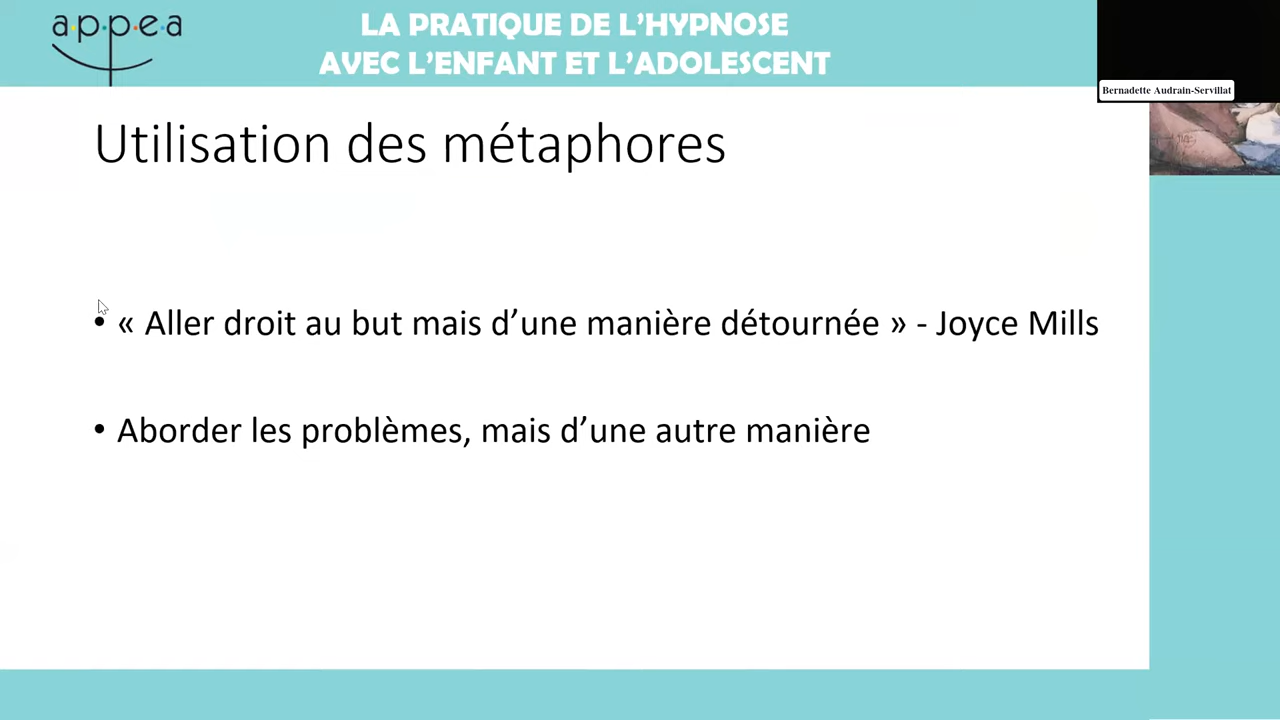 a·p·p·e·a
LA PRATIQUE DE L'HYPNOSE
AVEC L'ENFANT ET L'ADOLESCENT
Bernadette Audrain-Servillat
Utilisation des métaphores
• « Aller droit au but mais d'une manière détournée » - Joyce Mills
• Aborder les problèmes, mais d'une autre manière